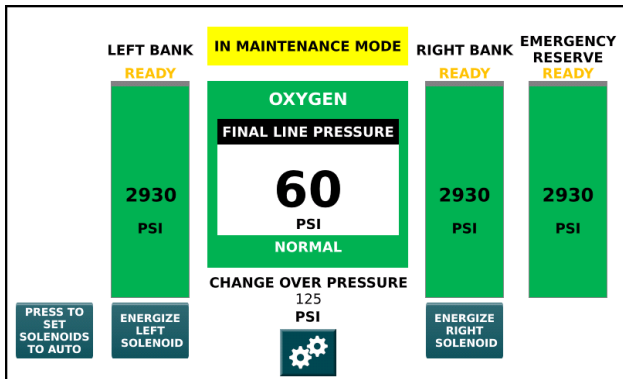 IN MAINTENANCE MODE
LEFT BANK
READY
2930
PSI
OXYGEN
FINAL LINE PRESSURE
60
PSI
NORMAL
CHANGE OVER PRESSURE
125
PSI
RIGHT BANK
READY
2930
PSI
EMERGENCY
RESERVE
READY
2930
PSI
PRESS TO
SET
SOLENOIDS
TO AUTO
ENERGIZE
LEFT
SOLENOID
ENERGIZE
RIGHT
SOLENOID